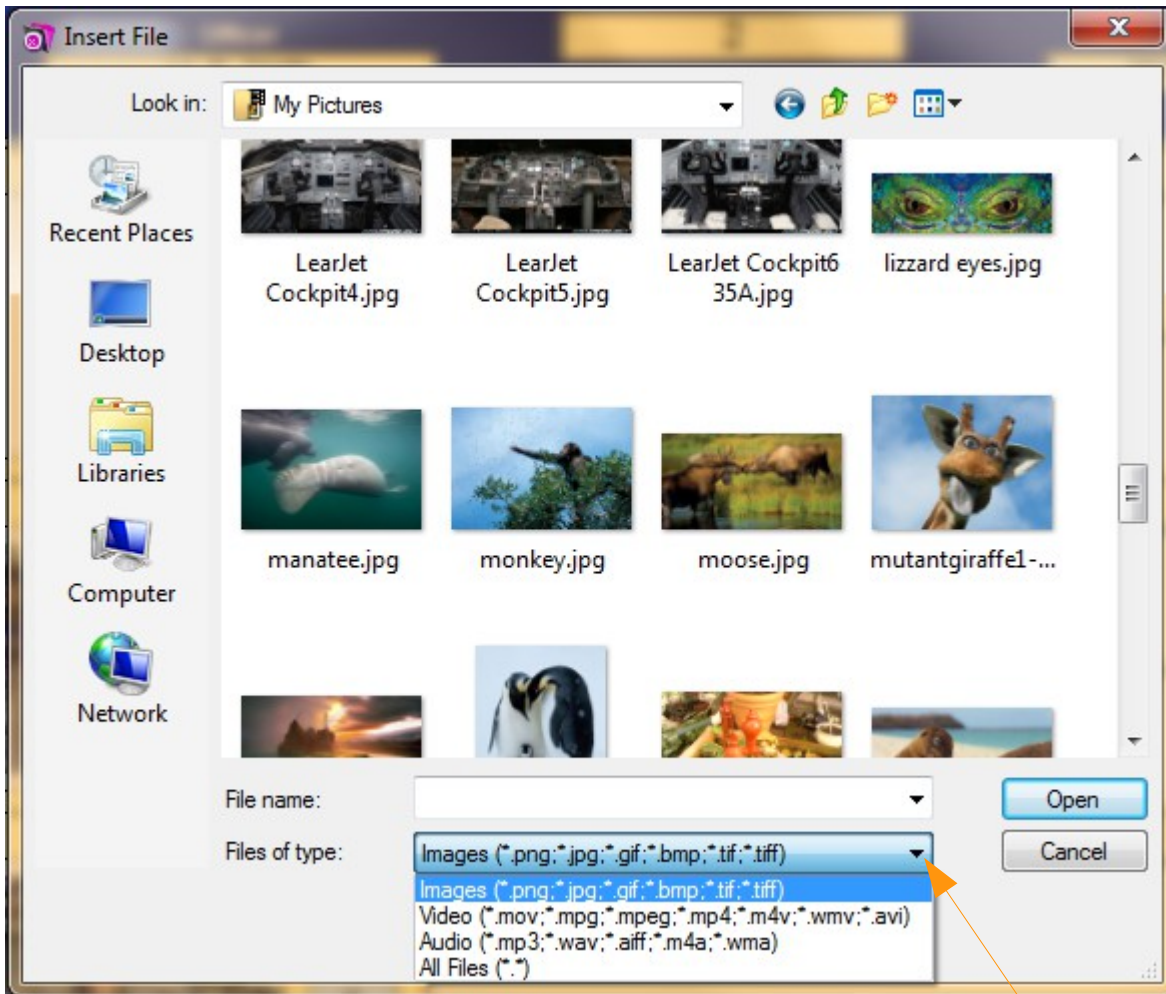 Insert File
Look in:
My Pictures
Recent Places
Desktop
Libraries
Computer
Network
LearJet
Cockpit4.jpg
LearJet
Cockpit5.jpg
LearJet Cockpit6
35A.jpg
lizzard eyes.jpg
manatee.jpg
monkey.jpg
moose.jpg
mutantgiraffe1-...
File name:
Open
Files of type:
Images (*.png;*.jpg;*.gif;*.bmp;*.tif;*.tiff)
Cancel
Images (*.png;*.jpg;*.gif;*.bmp;*.tif;*.tiff)
Video (*.mov;*.mpg;*.mpeg;*.mp4;*.m4v;*.wmv;*.avi)
Audio (*.mp3;*.wav;*.aiff;*.m4a;*.wma)
All Files (*.*)